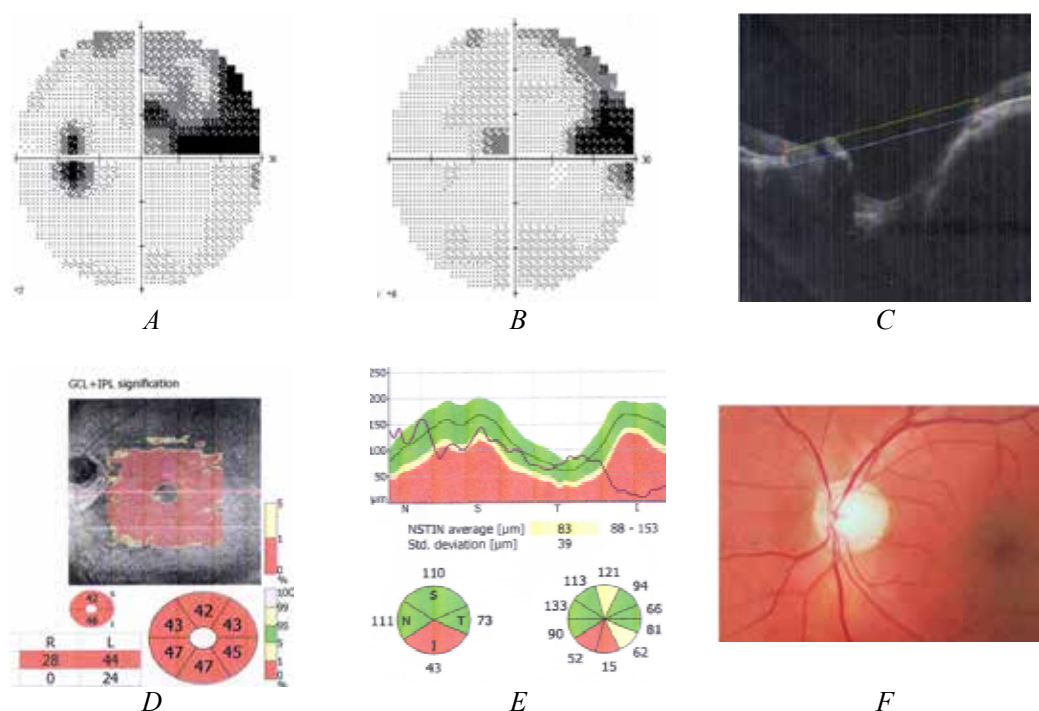 30
30
A
B
C
GCL+IPL signification
42
46
42
43 43
47 45
47
R L
28 44
0 24
5
1
0
%
100
99
95
5
1
0
%
D
250
200
150
100
50
µm
N S T I
NSTIN average [µm] 83 88 - 153
Std. deviation [µm] 39
110
S
111 N T 73
I
43
121
113 94
133 66
90 81
52 62
15
E
F